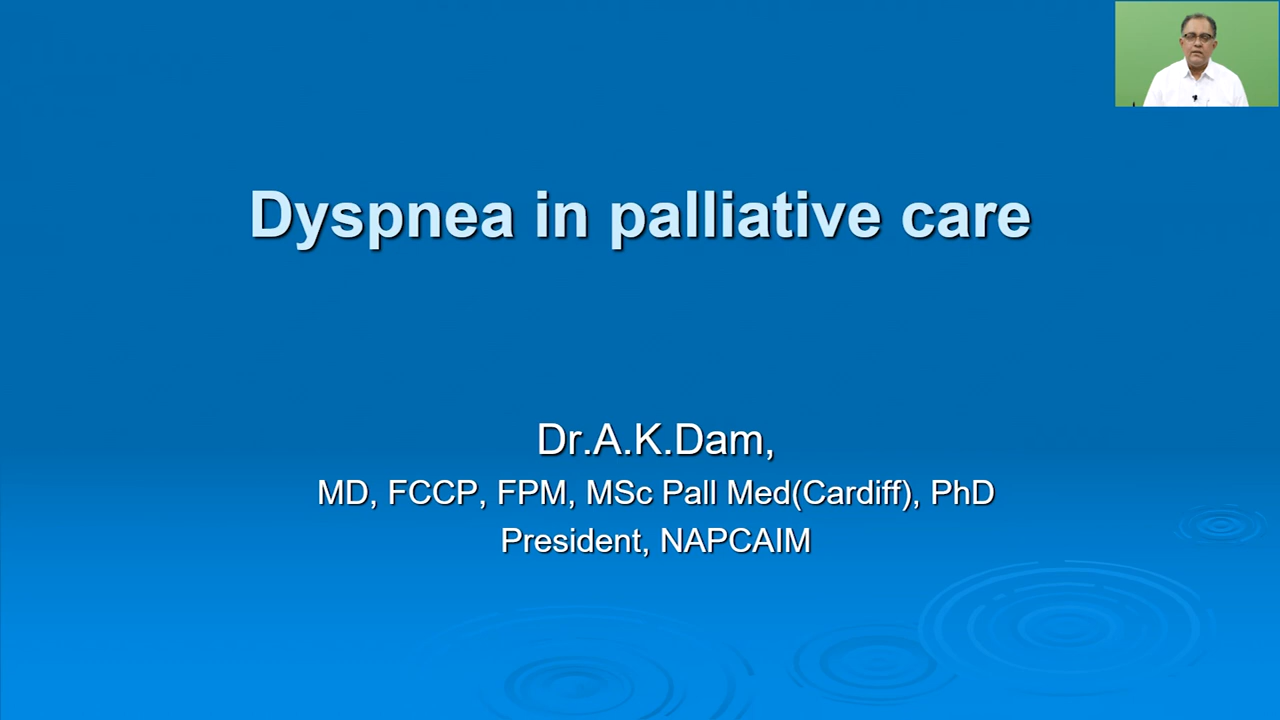 Dyspnea in palliative care
Dr.A.K.Dam,
MD, FCCP, FPM, MSc Pall Med(Cardiff), PhD
President, NAPCAIM